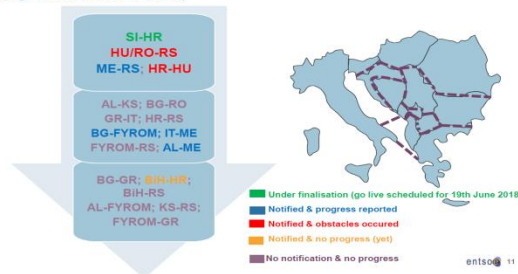 SI-HR
HU/RO-RS
ME-RS; HR-HU
AL-KS; BG-RO
GR-IT; HR-RS
BG-FYROM; IT-ME
FYROM-RS; AL-ME
BG-GR; BiH-HR;
BiH-RS
AL-FYROM; KS-RS;
FYROM-GR
Under finalisation (go live scheduled for 19th June 2018
Notified & progress reported
Notified & obstacles occured
Notified & no progress (yet)
No notification & no progress
entsoe 11